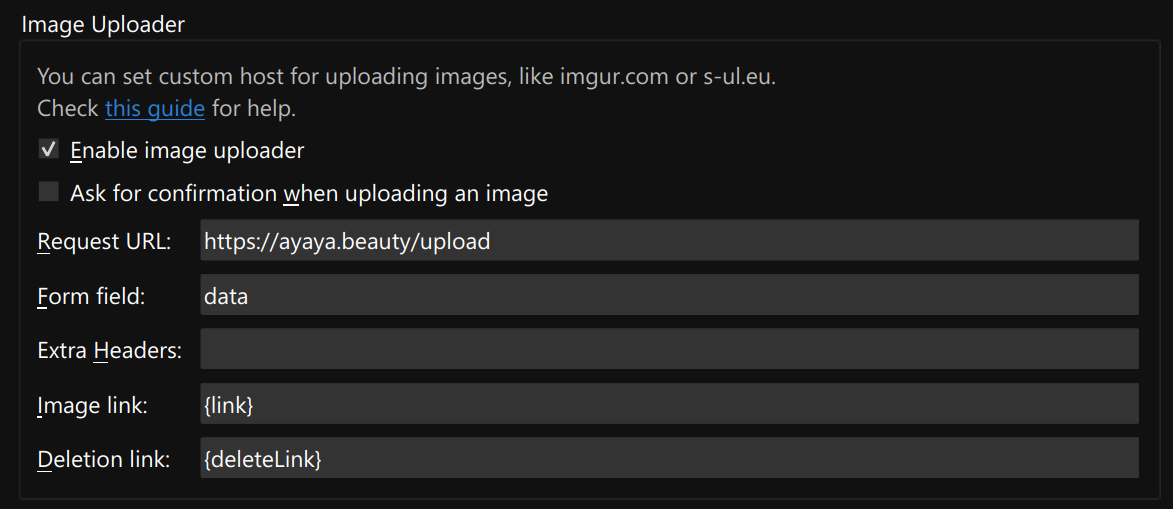 Image Uploader
You can set custom host for uploading images, like imgur.com or s-ul.eu.
Check this guide for help.
Enable image uploader
Ask for confirmation when uploading an image
Request URL: https://ayaya.beauty/upload
Form field: data
Extra Headers:
Image link: {link}
Deletion link: {deleteLink}